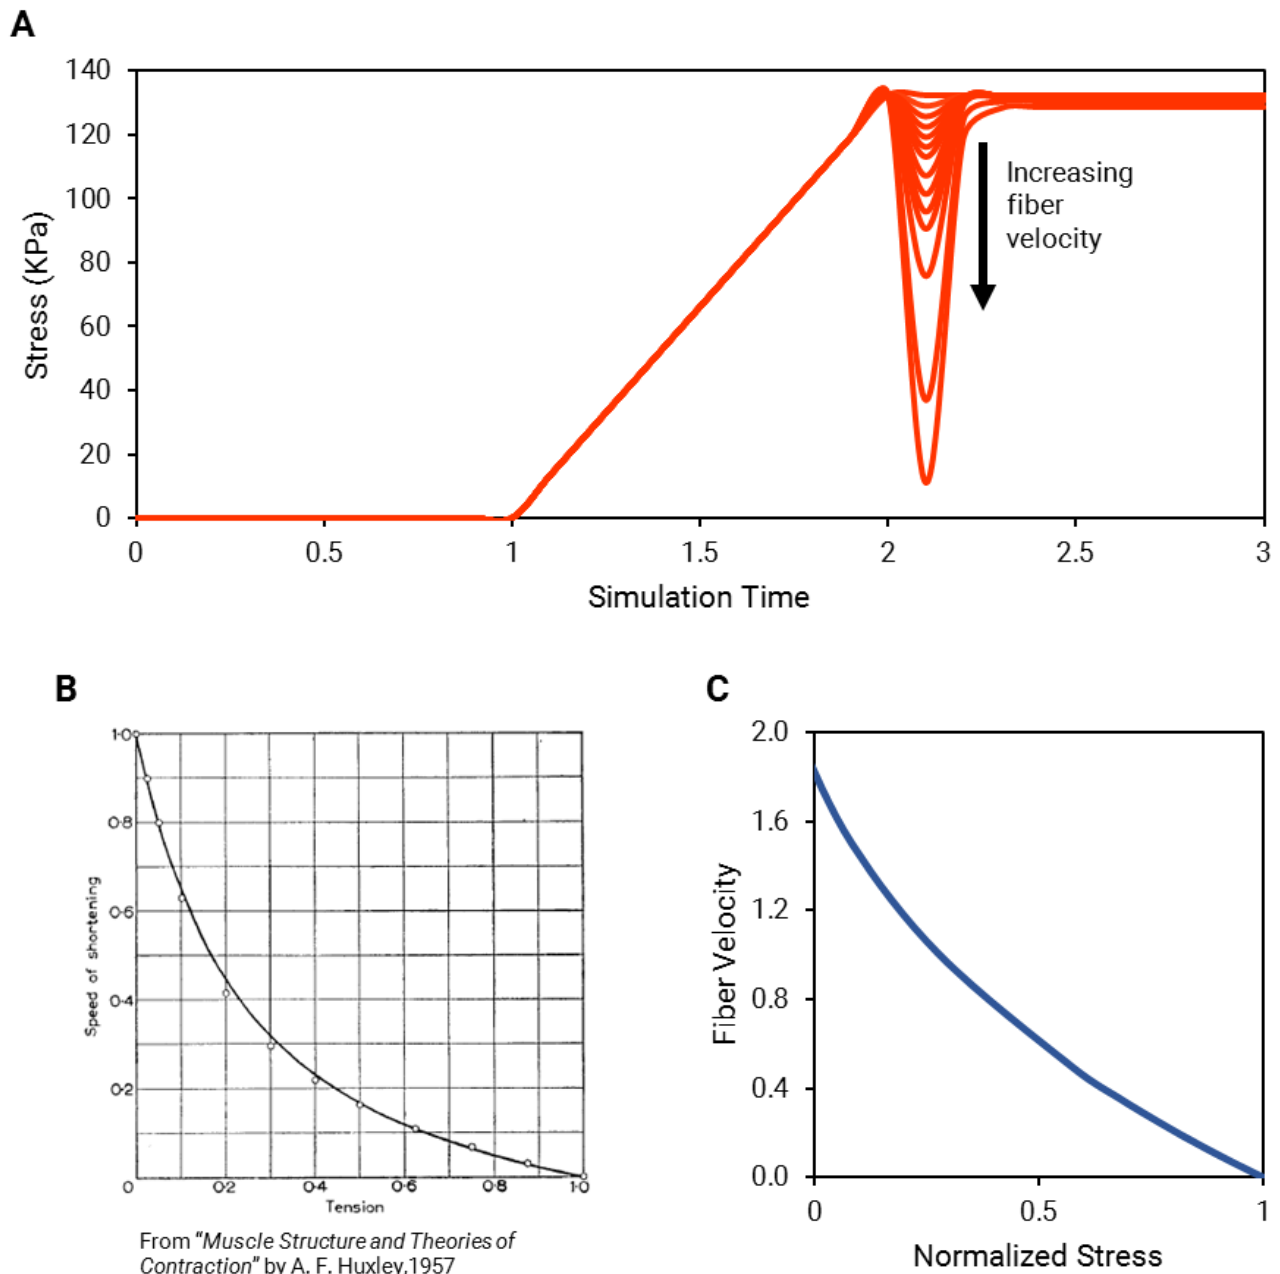 A
140
120
100
80
60
40
20
0
Stress (KPa)
Increasing
fiber
velocity
0 0.5 1 1.5 2 2.5 3
Simulation Time
B
1·0
0·8
0·6
0·4
0·2
Speed of shortening
0 0·2 0·4 0·6 0·8 1·0
Tension
From “Muscle Structure and Theories of
Contraction” by A. F. Huxley.1957
C
2.0
1.6
1.2
0.8
0.4
0.0
Fiber Velocity
0 0.5 1
Normalized Stress